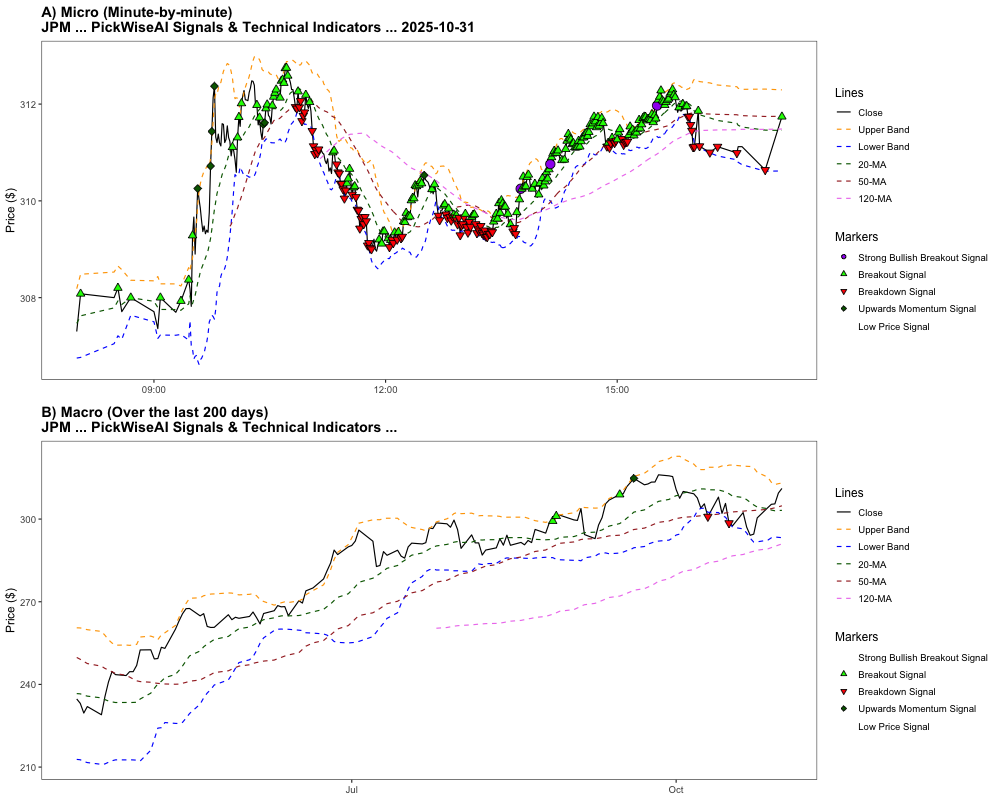 A) Micro (Minute-by-minute)
JPM ... PickWiseAI Signals & Technical Indicators ... 2025-10-31
Price ($)
312
310
308
09:00
12:00
15:00
Lines
Close
Upper Band
Lower Band
20-MA
50-MA
120-MA
Markers
Strong Bullish Breakout Signal
Breakout Signal
Breakdown Signal
Upwards Momentum Signal
Low Price Signal
B) Macro (Over the last 200 days)
JPM ... PickWiseAI Signals & Technical Indicators ...
Price ($)
300
270
240
210
Jul
Oct
Lines
Close
Upper Band
Lower Band
20-MA
50-MA
120-MA
Markers
Strong Bullish Breakout Signal
Breakout Signal
Breakdown Signal
Upwards Momentum Signal
Low Price Signal